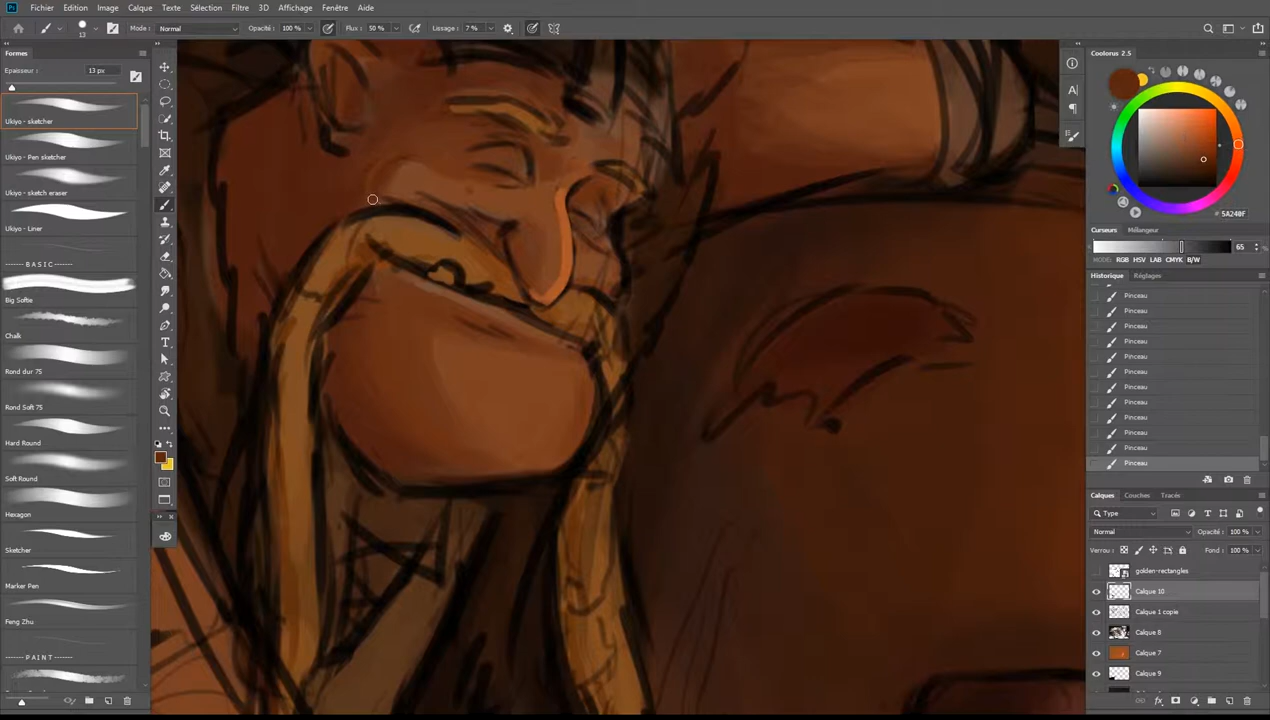 Fichier Edition Image Calque Texte Sélection Filtre 3D Affichage Fenêtre Aide
13
Mode : Normal Opacité : 100 % Flux : 50 % Lissage : 7 %
Formes
Epaisseur : 13 px
Ukiyo - sketcher
Ukiyo - Pen sketcher
Ukiyo - sketch eraser
Ukiyo - Liner
BASIC
Big Softie
Chalk
Rond dur 75
Rond Soft 75
Hard Round
Soft Round
Hexagon
Sketcher
Marker Pen
Feng Zhu
PAINT
Coolorus 2.5
# 5A240F
Curseurs Mélangeur
65
MODE: RGB HSV LAB CMYK B/W
Historique Réglages
Pinceau
Pinceau
Pinceau
Pinceau
Pinceau
Pinceau
Pinceau
Pinceau
Pinceau
Pinceau
Pinceau
Pinceau
Calques Couches Tracés
Type
Normal Opacité : 100 %
Verrou : Fond : 100 %
golden-rectangles
Calque 10
Calque 1 copie
Calque 8
Calque 7
Calque 9